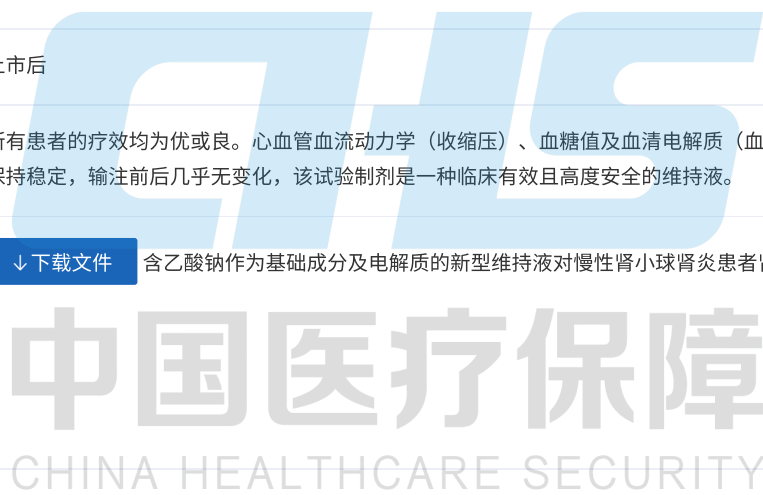 上市后
所有患者的疗效均为优或良。心血管血流动力学（收缩压）、血糖值及血清电解质（血
保持稳定，输注前后几乎无变化，该试验制剂是一种临床有效且高度安全的维持液。
↓下载文件 含乙酸钠作为基础成分及电解质的新型维持液对慢性肾小球肾炎患者肾
CHS
中国医疗保障
CHINA HEALTHCARE SECURITY